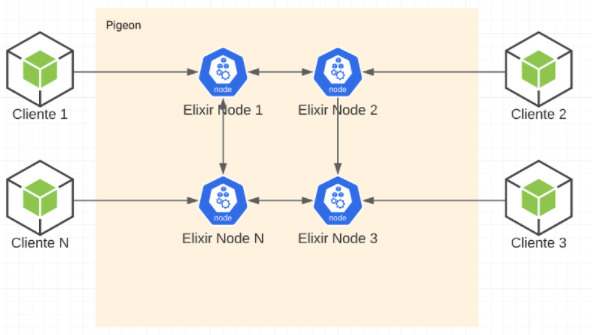 Pigeon
node
node
Cliente 1
Elixir Node 1
Elixir Node 2
Cliente 2
node
node
Cliente N
Elixir Node N
Elixir Node 3
Cliente 3